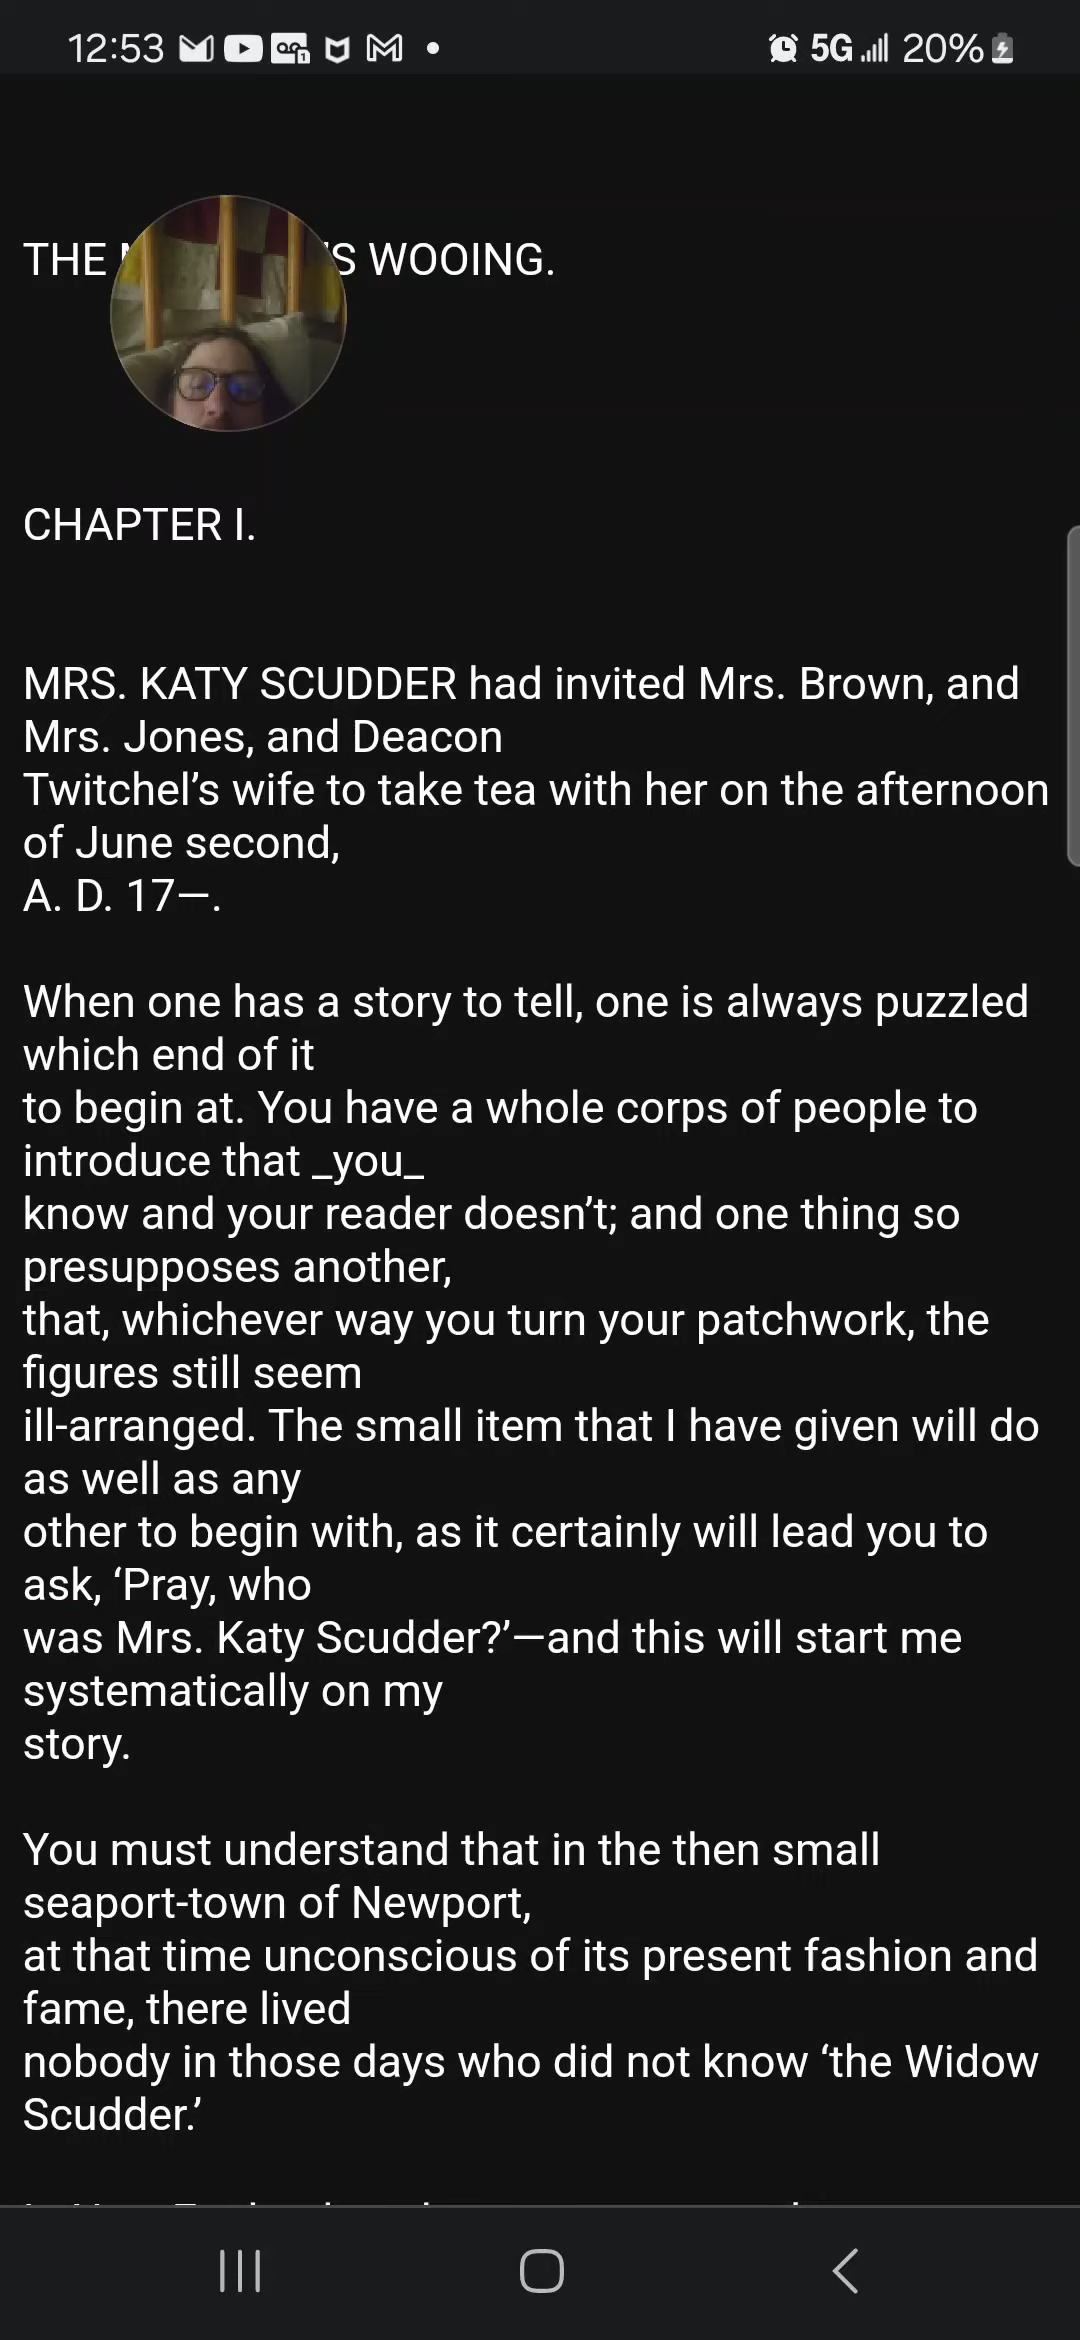 12:53
5G 20%
THE S WOOING.
CHAPTER I.
MRS. KATY SCUDDER had invited Mrs. Brown, and
Mrs. Jones, and Deacon
Twitchel’s wife to take tea with her on the afternoon
of June second,
A. D. 17—.
When one has a story to tell, one is always puzzled
which end of it
to begin at. You have a whole corps of people to
introduce that _you_
know and your reader doesn’t; and one thing so
presupposes another,
that, whichever way you turn your patchwork, the
figures still seem
ill-arranged. The small item that I have given will do
as well as any
other to begin with, as it certainly will lead you to
ask, ‘Pray, who
was Mrs. Katy Scudder?’—and this will start me
systematically on my
story.
You must understand that in the then small
seaport-town of Newport,
at that time unconscious of its present fashion and
fame, there lived
nobody in those days who did not know ‘the Widow
Scudder.’